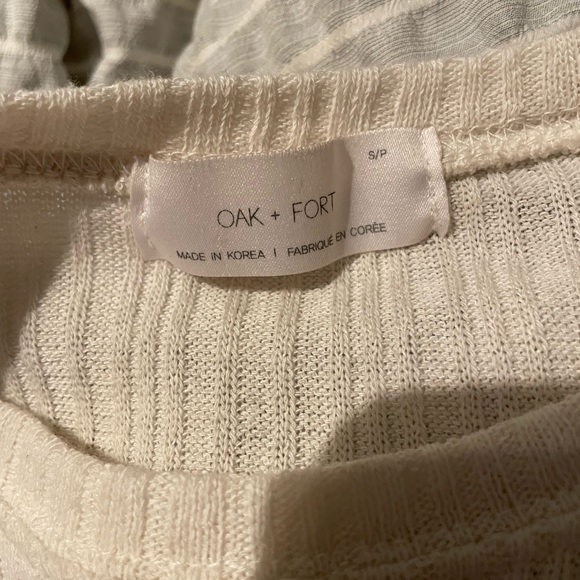 S/P
OAK + FORT
MADE IN KOREA | FABRIQUÉ EN CORÉE